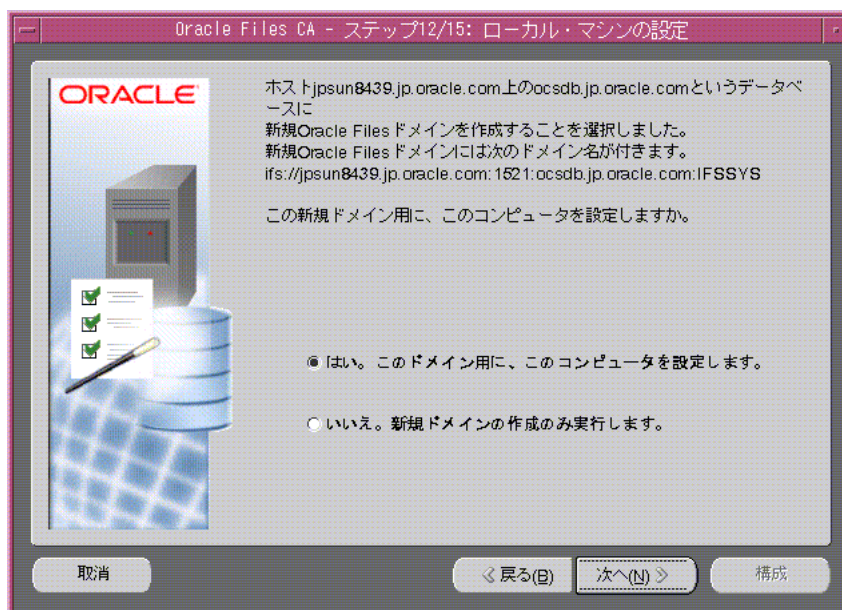 Oracle Files CA - ステップ12/15: ローカル・マシンの設定
ORACLE
ホストjpsun8439.jp.oracle.com上のocsdb.jp.oracle.comというデータベ
ースに
新規Oracle Filesドメインを作成することを選択しました。
新規Oracle Filesドメインには次のドメイン名が付きます。
ifs://jpsun8439.jp.oracle.com:1521:ocsdb.jp.oracle.com:IFSSYS
この新規ドメイン用に、このコンピュータを設定しますか。
はい。このドメイン用に、このコンピュータを設定します。
いいえ。新規ドメインの作成のみ実行します。
取消
戻る(B)
次へ(N)
構成